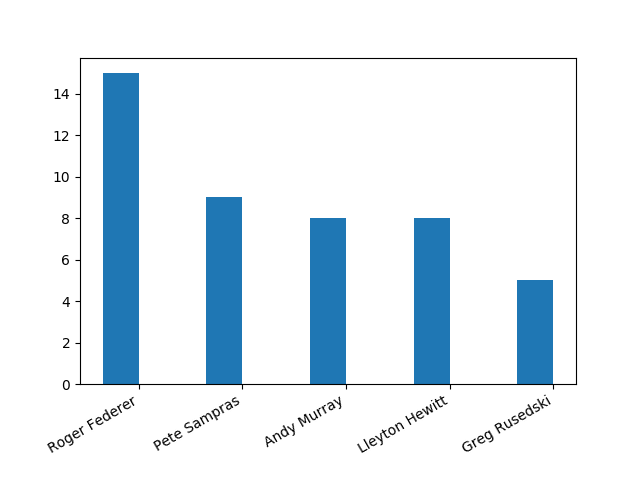 14
12
10
8
6
4
2
0
Roger Federer
Pete Sampras
Andy Murray
Lleyton Hewitt
Greg Rusedski